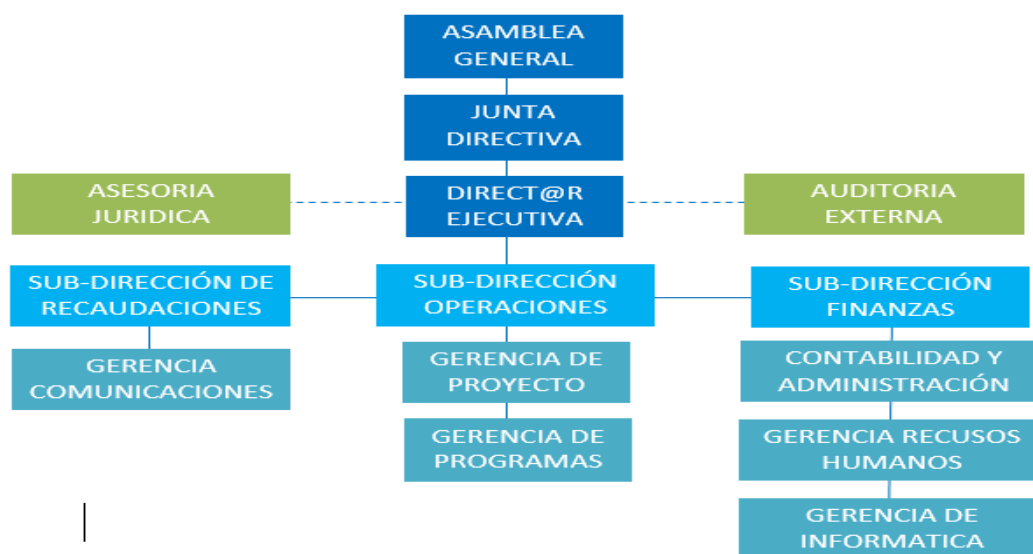 ASAMBLEA
GENERAL
JUNTA
DIRECTIVA
ASESORIA
JURIDICA
DIRECT@R
EJECUTIVA
AUDITORIA
EXTERNA
SUB-DIRECCIÓN DE
RECAUDACIONES
SUB-DIRECCIÓN
OPERACIONES
SUB-DIRECCIÓN
FINANZAS
GERENCIA
COMUNICACIONES
GERENCIA DE
PROYECTO
CONTABILIDAD Y
ADMINISTRACIÓN
GERENCIA DE
PROGRAMAS
GERENCIA RECUSOS
HUMANOS
GERENCIA DE
INFORMATICA